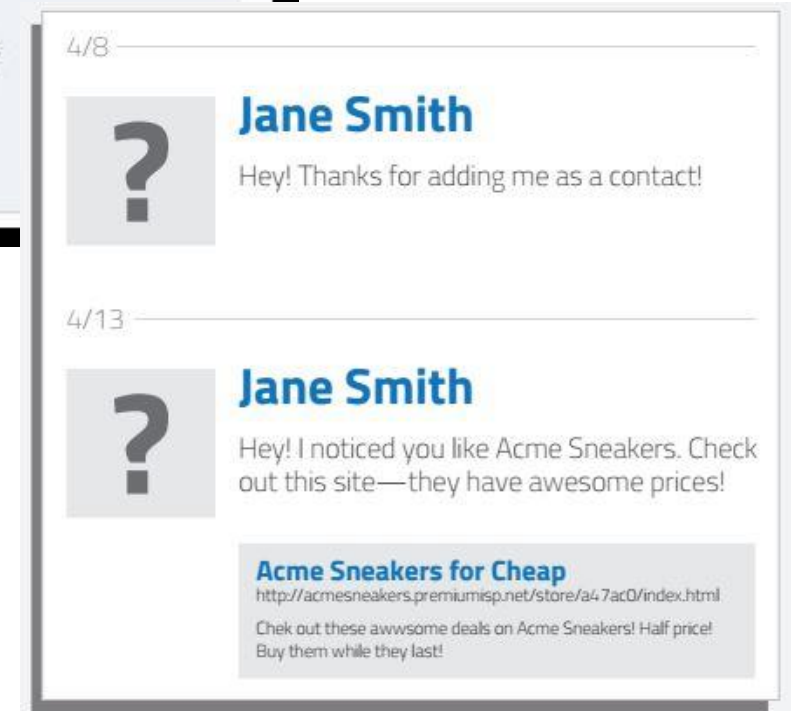 4/8
?
Jane Smith
Hey! Thanks for adding me as a contact!
4/13
?
Jane Smith
Hey! I noticed you like Acme Sneakers. Check
out this site—they have awesome prices!
Acme Sneakers for Cheap
http://acmesneakers.premiumisp.net/store/a47ac0/index.html
Chek out these awwsome deals on Acme Sneakers! Half price!
Buy them while they last!